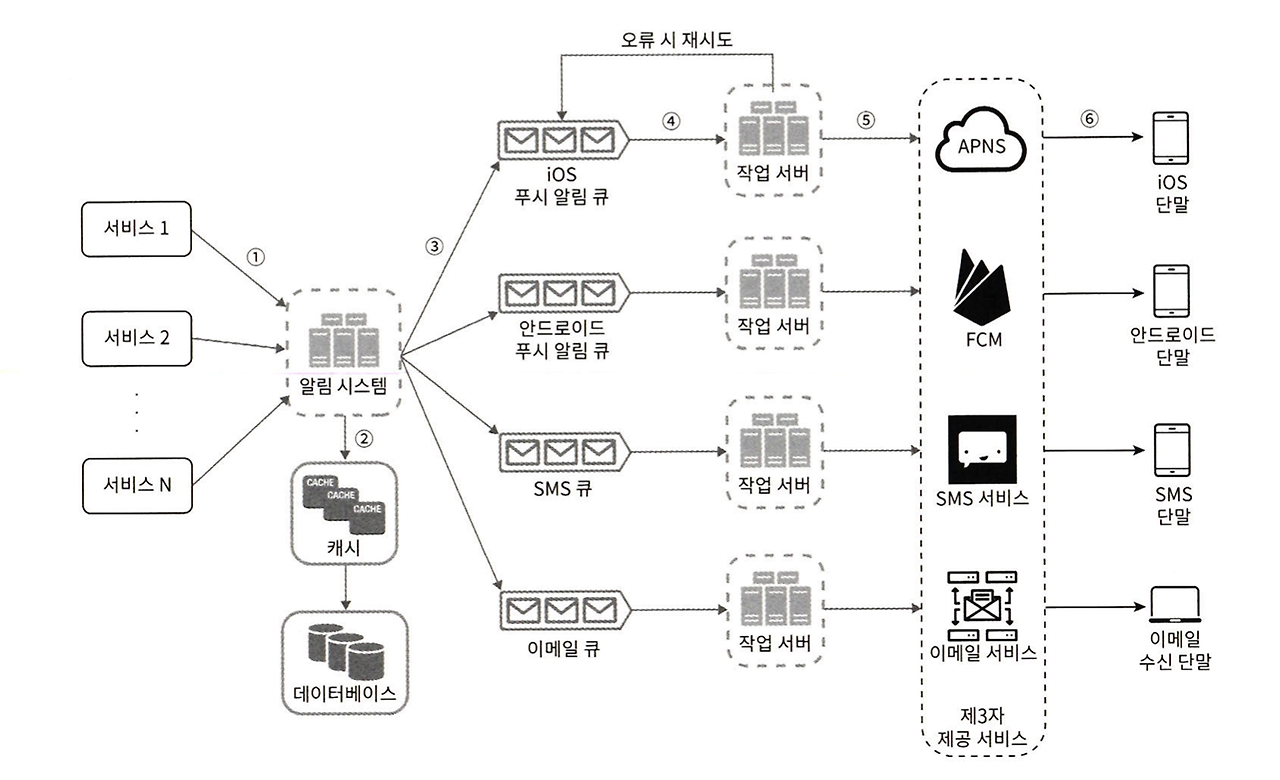 오류 시 재시도
④
⑤
⑥
APNS
작업 서버
iOS
푸시 알림 큐
iOS
단말
서비스 1
①
③
안드로이드
푸시 알림 큐
작업 서버
FCM
안드로이드
단말
서비스 2
알림 시스템
.
.
.
②
서비스 N
CACHE
CACHE
CACHE
캐시
SMS 큐
작업 서버
SMS 서비스
SMS
단말
데이터베이스
이메일 큐
작업 서버
이메일 서비스
이메일
수신 단말
제3자
제공 서비스